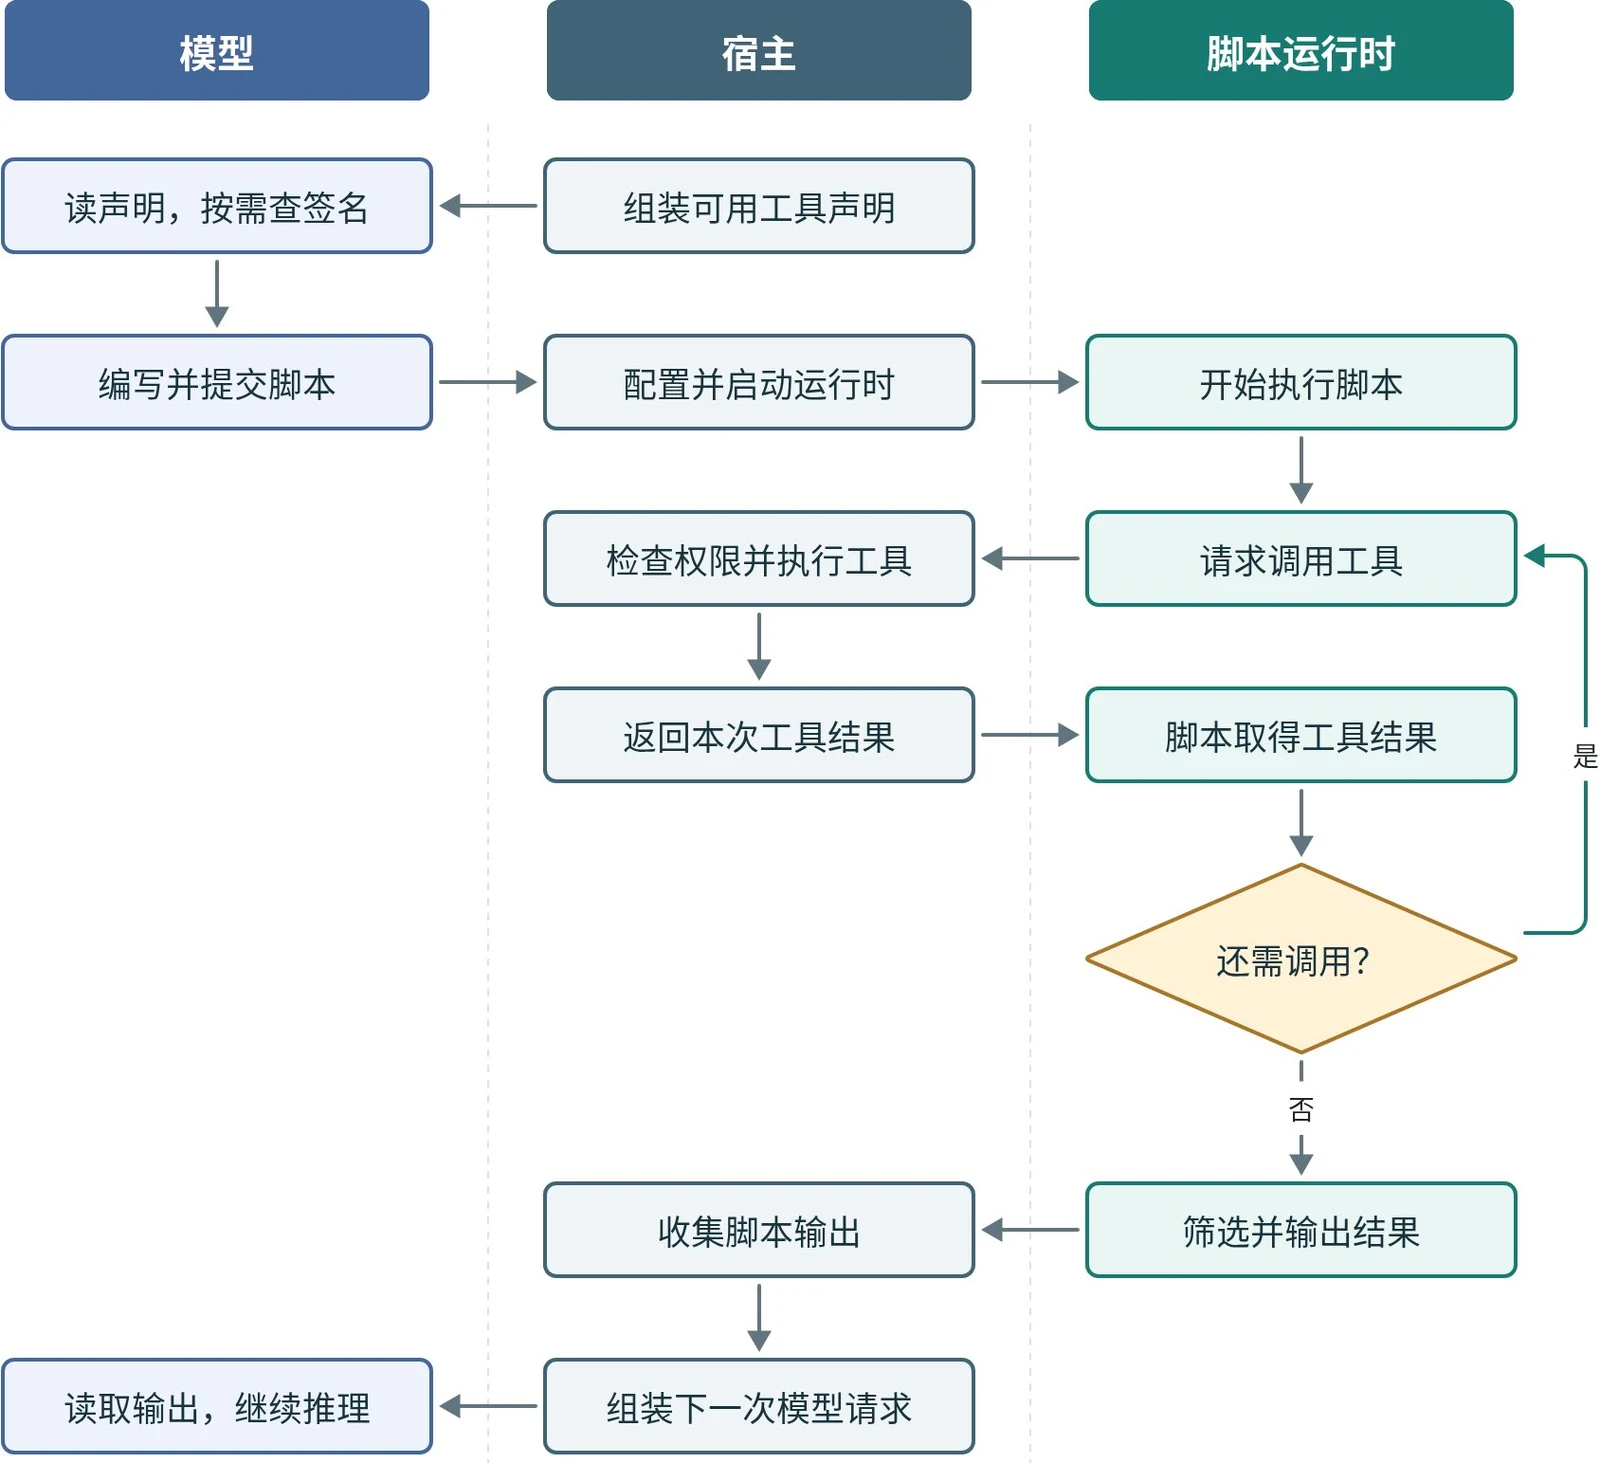 模型
宿主
脚本运行时
读声明，按需查签名
组装可用工具声明
编写并提交脚本
配置并启动运行时
开始执行脚本
检查权限并执行工具
请求调用工具
返回本次工具结果
脚本取得工具结果
是
还需调用？
否
收集脚本输出
筛选并输出结果
读取输出，继续推理
组装下一次模型请求